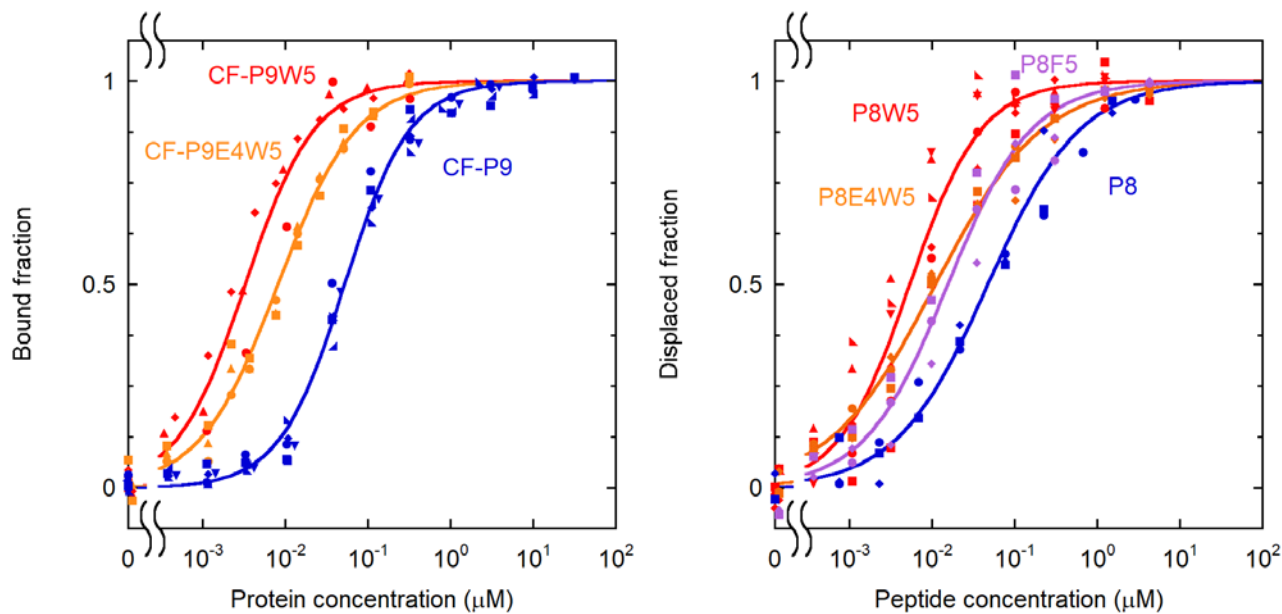 1
0.5
0
Bound fraction
CF-P9W5
CF-P9E4W5
CF-P9
0 10⁻³ 10⁻² 10⁻¹ 10⁰ 10¹ 10²
Protein concentration (μM)
1
0.5
0
Displaced fraction
P8F5
P8W5
P8E4W5
P8
0 10⁻³ 10⁻² 10⁻¹ 10⁰ 10¹ 10²
Peptide concentration (μM)